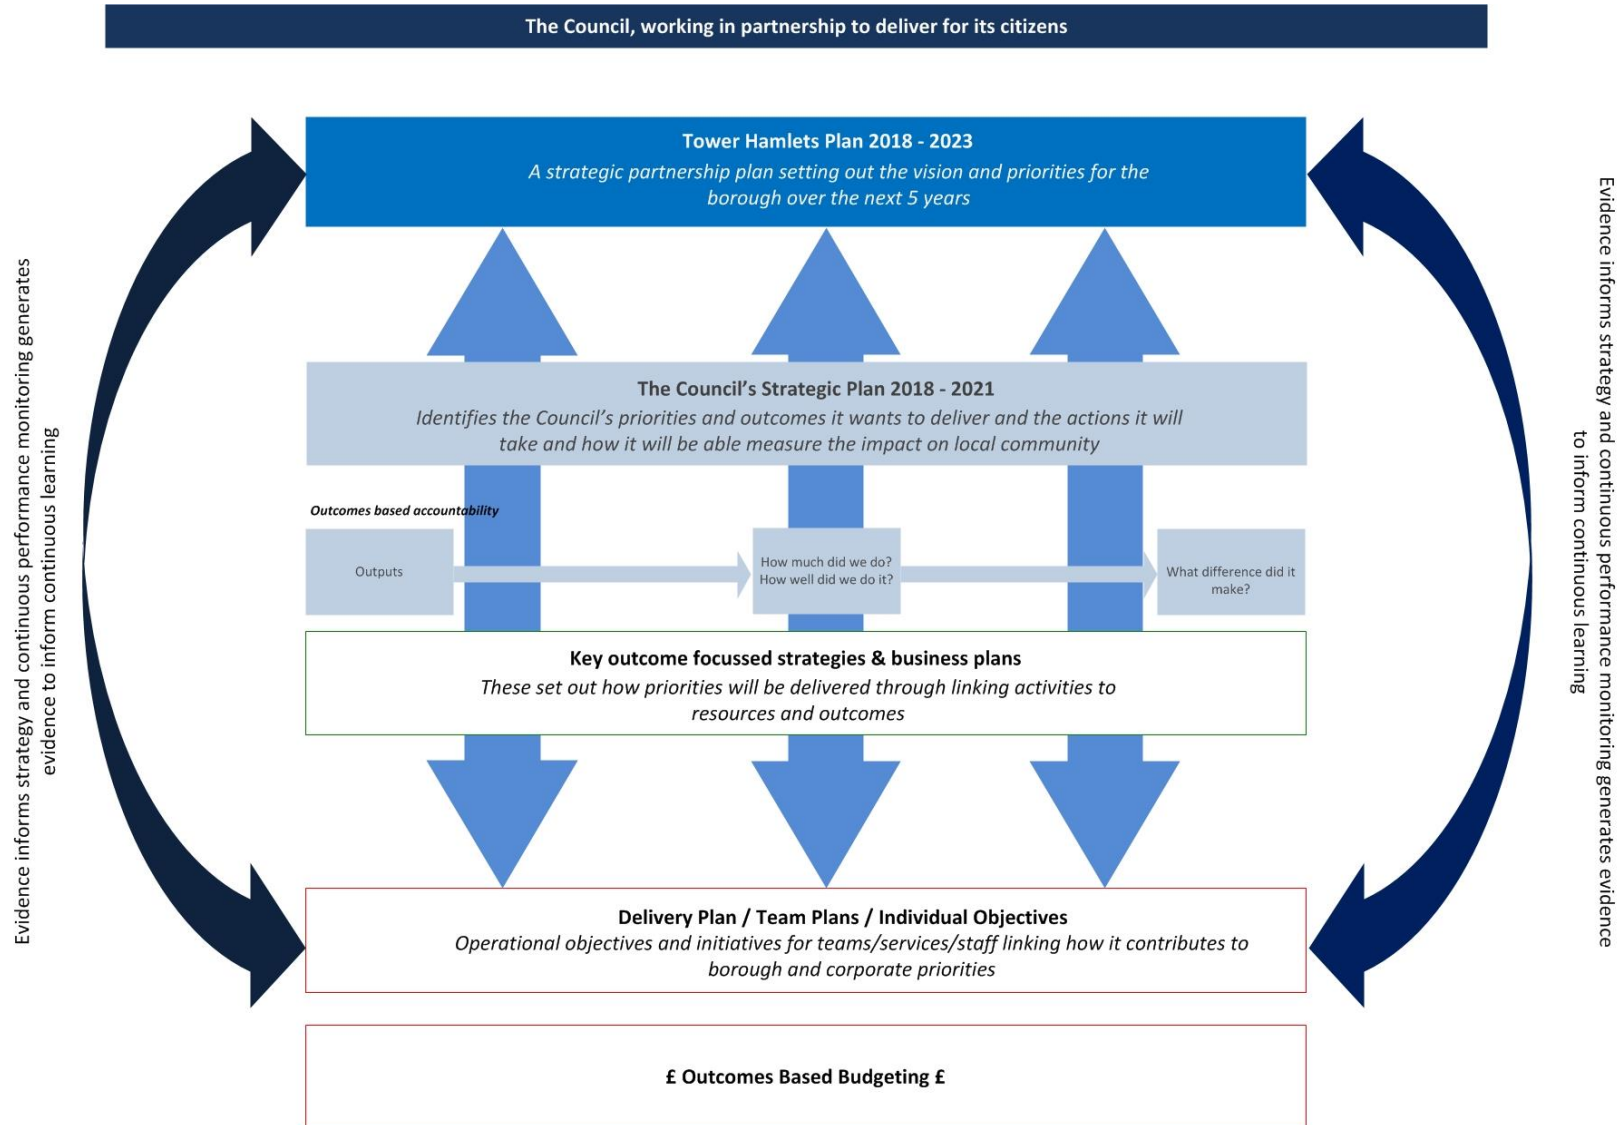 The Council, working in partnership to deliver for its citizens
Tower Hamlets Plan 2018 - 2023
A strategic partnership plan setting out the vision and priorities for the
borough over the next 5 years
The Council’s Strategic Plan 2018 - 2021
Identifies the Council’s priorities and outcomes it wants to deliver and the actions it will
take and how it will be able measure the impact on local community
Outcomes based accountability
Outputs
How much did we do?
How well did we do it?
What difference did it
make?
Key outcome focussed strategies & business plans
These set out how priorities will be delivered through linking activities to
resources and outcomes
Delivery Plan / Team Plans / Individual Objectives
Operational objectives and initiatives for teams/services/staff linking how it contributes to
borough and corporate priorities
£ Outcomes Based Budgeting £
Evidence informs strategy and continuous performance monitoring generates
evidence to inform continuous learning
Evidence informs strategy and continuous performance monitoring generates evidence
to inform continuous learning